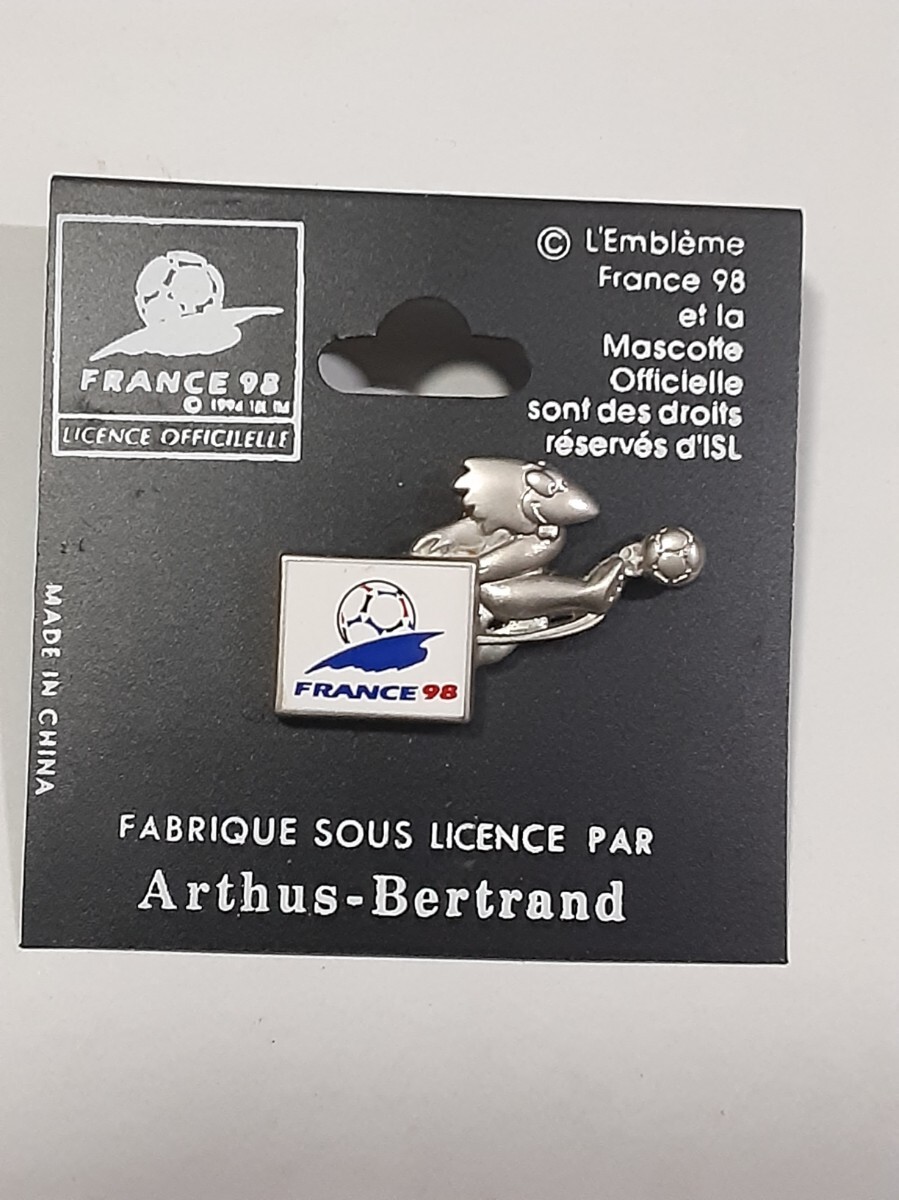 FRANCE 98
© 1994 ISL TM
LICENCE OFFICILELLE
© L'Emblème
France 98
et la
Mascotte
Officielle
sont des droits
réservés d'ISL
FRANCE 98
MADE IN CHINA
FABRIQUE SOUS LICENCE PAR
Arthus-Bertrand